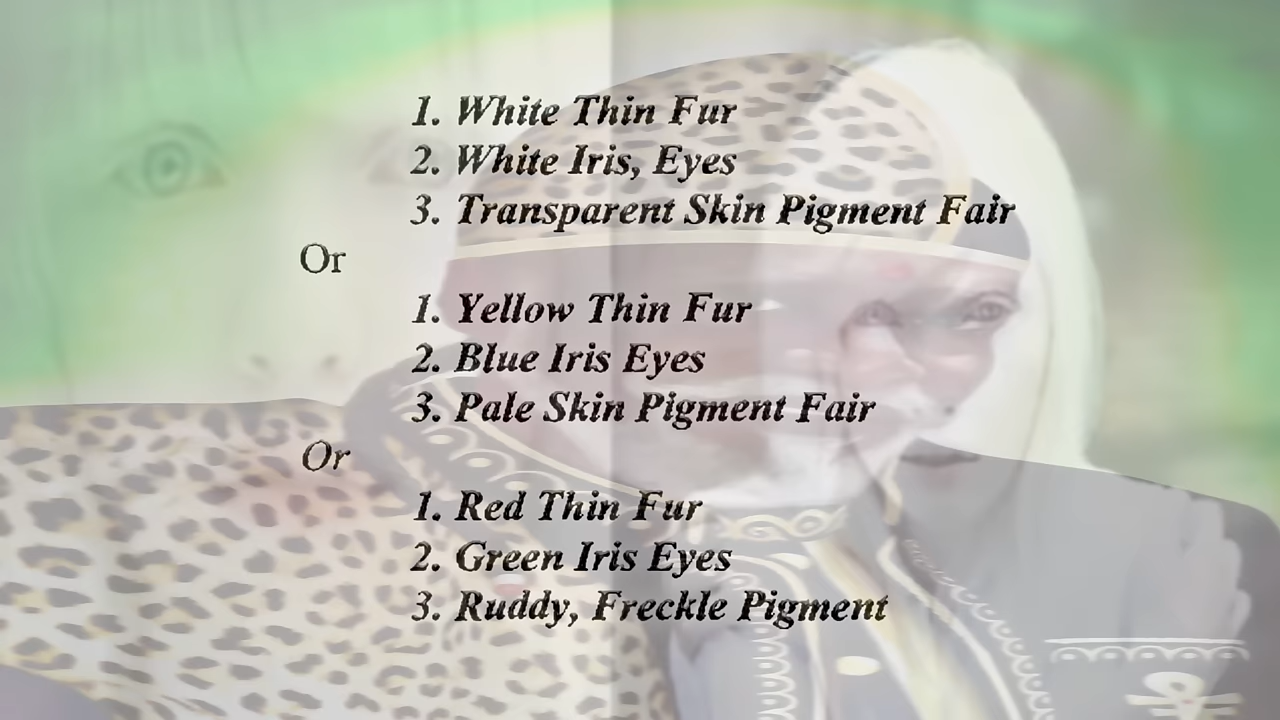 1. White Thin Fur
2. White Iris, Eyes
3. Transparent Skin Pigment Fair
Or
1. Yellow Thin Fur
2. Blue Iris Eyes
3. Pale Skin Pigment Fair
Or
1. Red Thin Fur
2. Green Iris Eyes
3. Ruddy, Freckle Pigment